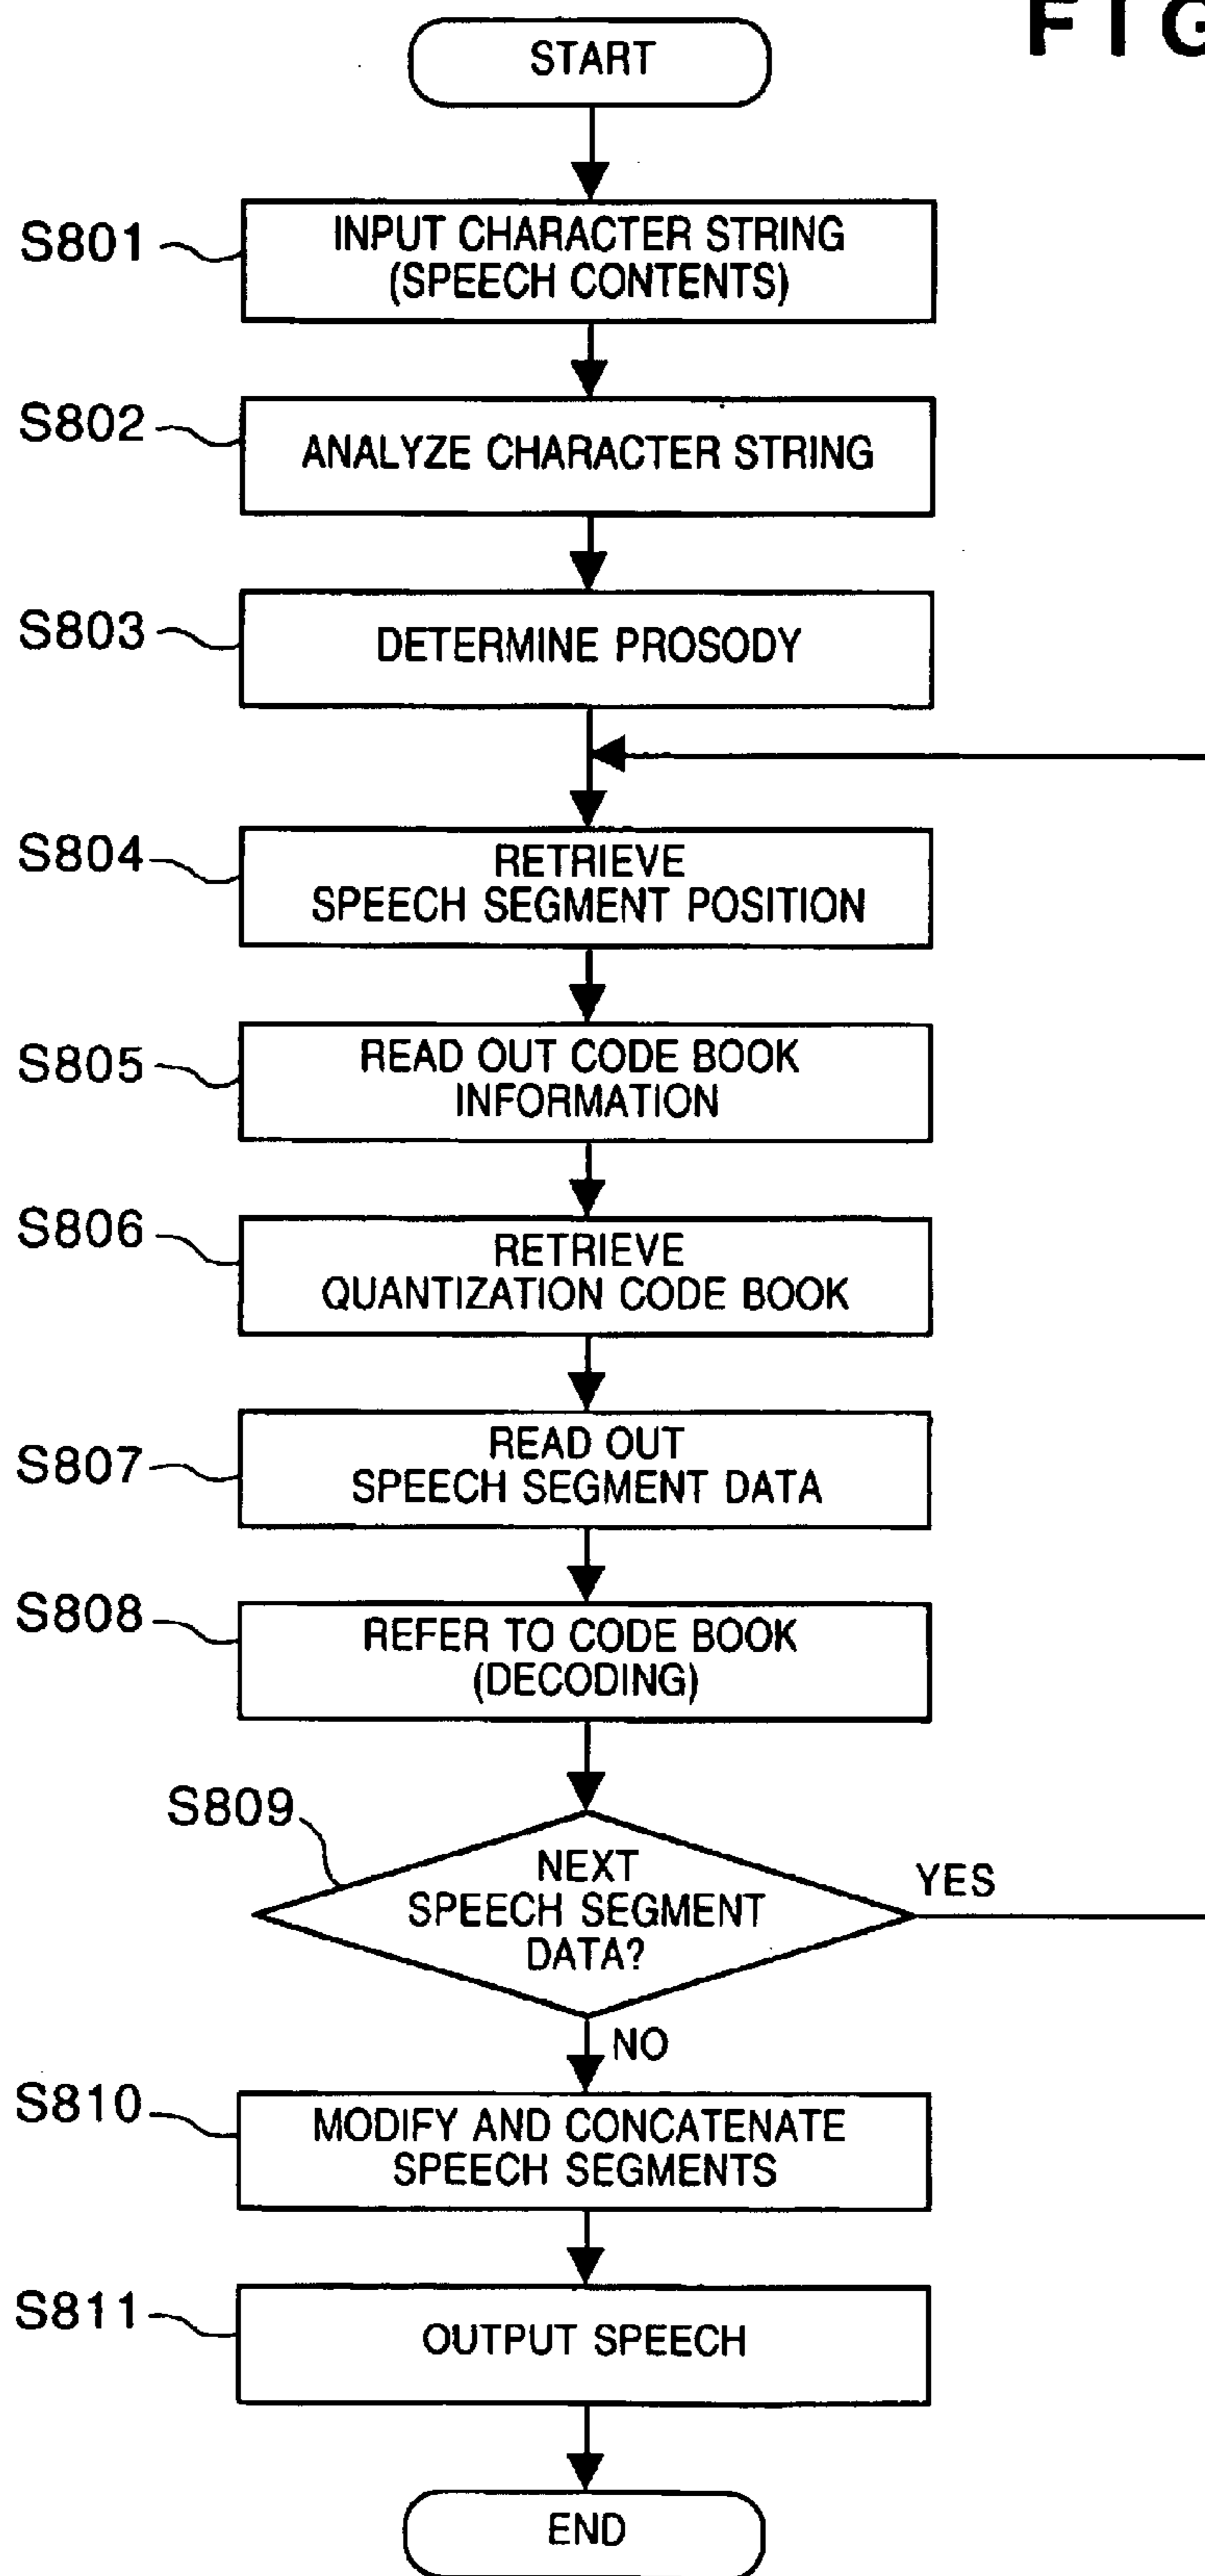 FIG
START
S801
INPUT CHARACTER STRING
(SPEECH CONTENTS)
S802
ANALYZE CHARACTER STRING
S803
DETERMINE PROSODY
S804
RETRIEVE
SPEECH SEGMENT POSITION
S805
READ OUT CODE BOOK
INFORMATION
S806
RETRIEVE
QUANTIZATION CODE BOOK
S807
READ OUT
SPEECH SEGMENT DATA
S808
REFER TO CODE BOOK
(DECODING)
S809
NEXT
SPEECH SEGMENT
DATA?
YES
NO
S810
MODIFY AND CONCATENATE
SPEECH SEGMENTS
S811
OUTPUT SPEECH
END